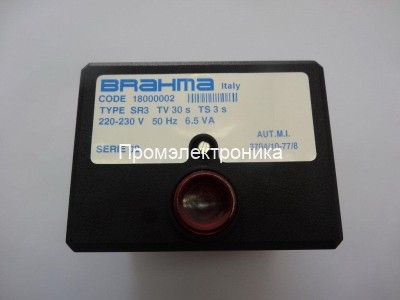 BRAHMA Italy
CODE 18000002
TYPE SR3 TV 30 s TS 3 s
220-230 V 50 Hz 6.5 VA
AUT.M.I.
Промэлектроника
SERIE